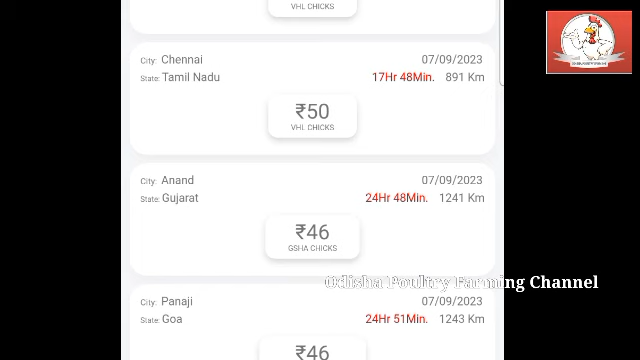 VHL CHICKS
City: Chennai 07/09/2023
State: Tamil Nadu 17Hr 48Min. 891 Km
₹50
VHL CHICKS
City: Anand 07/09/2023
State: Gujarat 24Hr 48Min. 1241 Km
₹46
GSHA CHICKS
Odisha Poultry Farming Channel
City: Panaji 07/09/2023
State: Goa 24Hr 51Min. 1243 Km
₹46